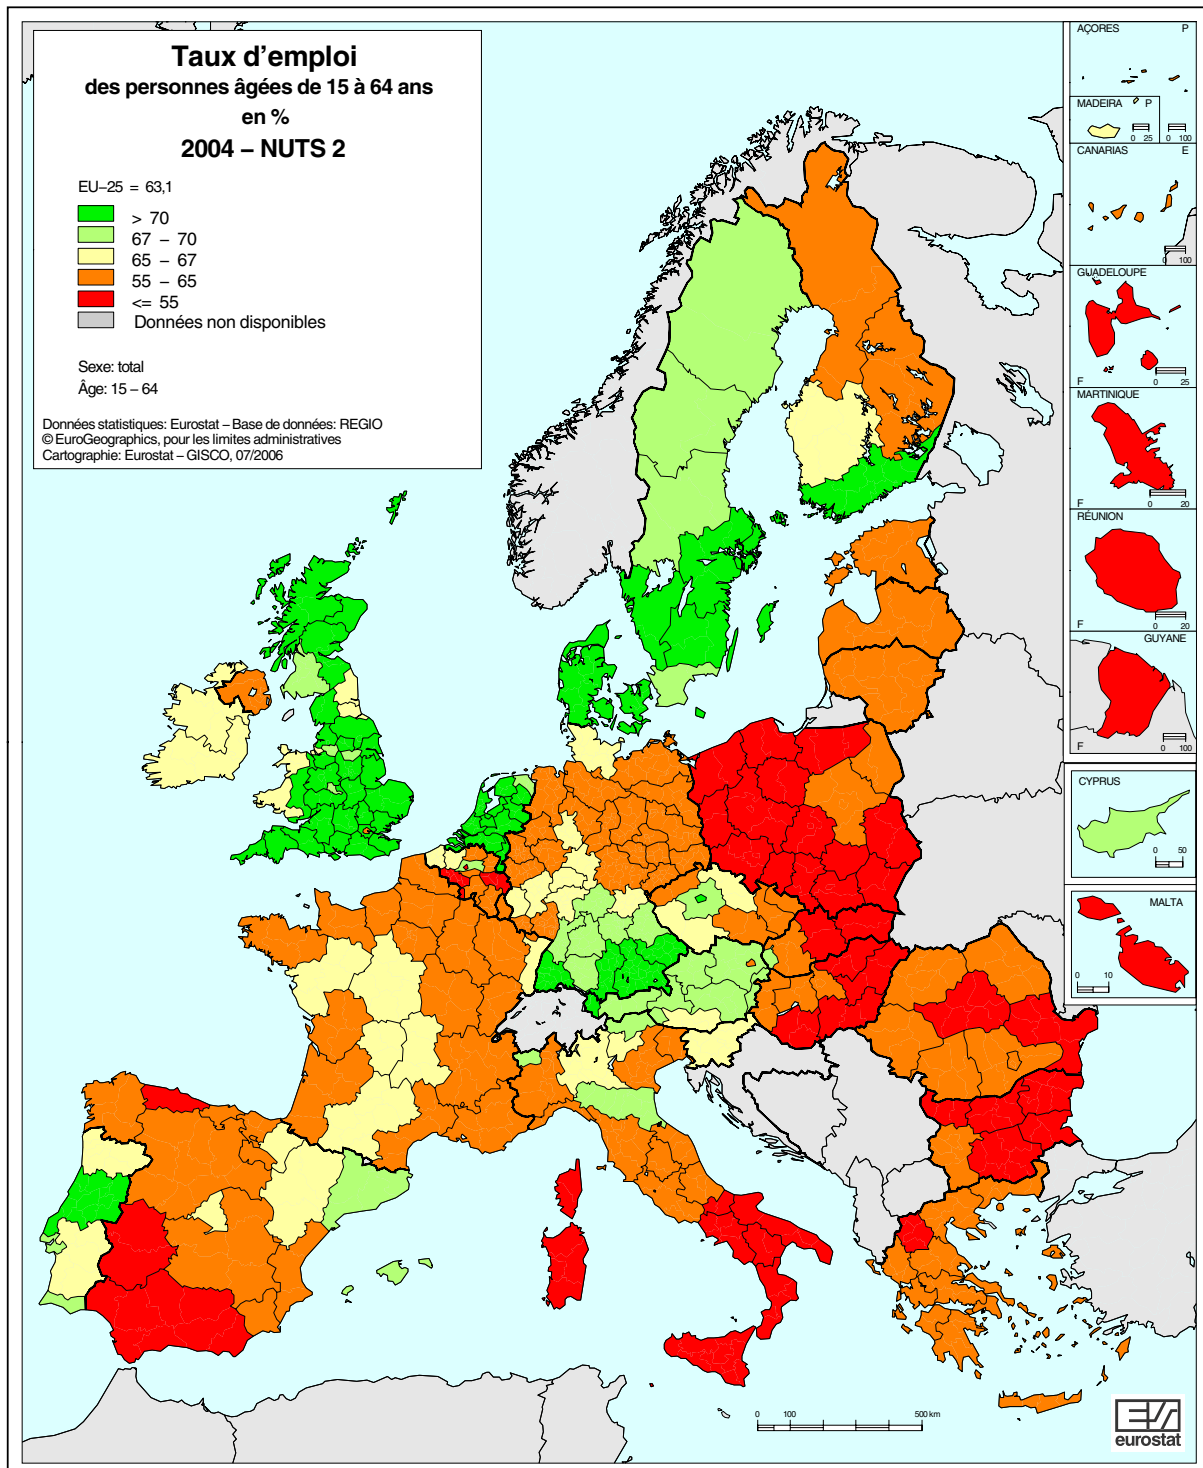 Taux d'emploi
des personnes âgées de 15 à 64 ans
en %
2004 – NUTS 2
EU–25 = 63,1
> 70
67 – 70
65 – 67
55 – 65
<= 55
Données non disponibles
Sexe: total
Âge: 15 – 64
Données statistiques: Eurostat – Base de données: REGIO
© EuroGeographics, pour les limites administratives
Cartographie: Eurostat – GISCO, 07/2006
AÇORES P
MADEIRA P
0 25 0 100
CANARIAS E
0 100
GUADELOUPE
F 0 25
MARTINIQUE
F 0 20
RÉUNION
F 0 20
GUYANE
F 0 100
CYPRUS
0 50
MALTA
0 10
0 100 500 km
eurostat